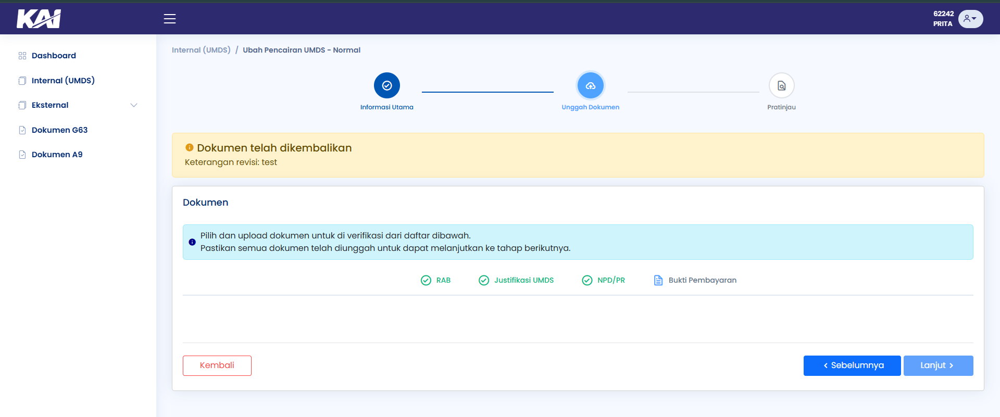 KAI
62242
PRITA
Dashboard
Internal (UMDS)
Eksternal
Dokumen G63
Dokumen A9
Internal (UMDS) / Ubah Pencairan UMDS - Normal
Informasi Utama
Unggah Dokumen
Pratinjau
Dokumen telah dikembalikan
Keterangan revisi: test
Dokumen
Pilih dan upload dokumen untuk di verifikasi dari daftar dibawah.
Pastikan semua dokumen telah diunggah untuk dapat melanjutkan ke tahap berikutnya.
RAB
Justifikasi UMDS
NPD/PR
Bukti Pembayaran
Kembali
Sebelumnya
Lanjut